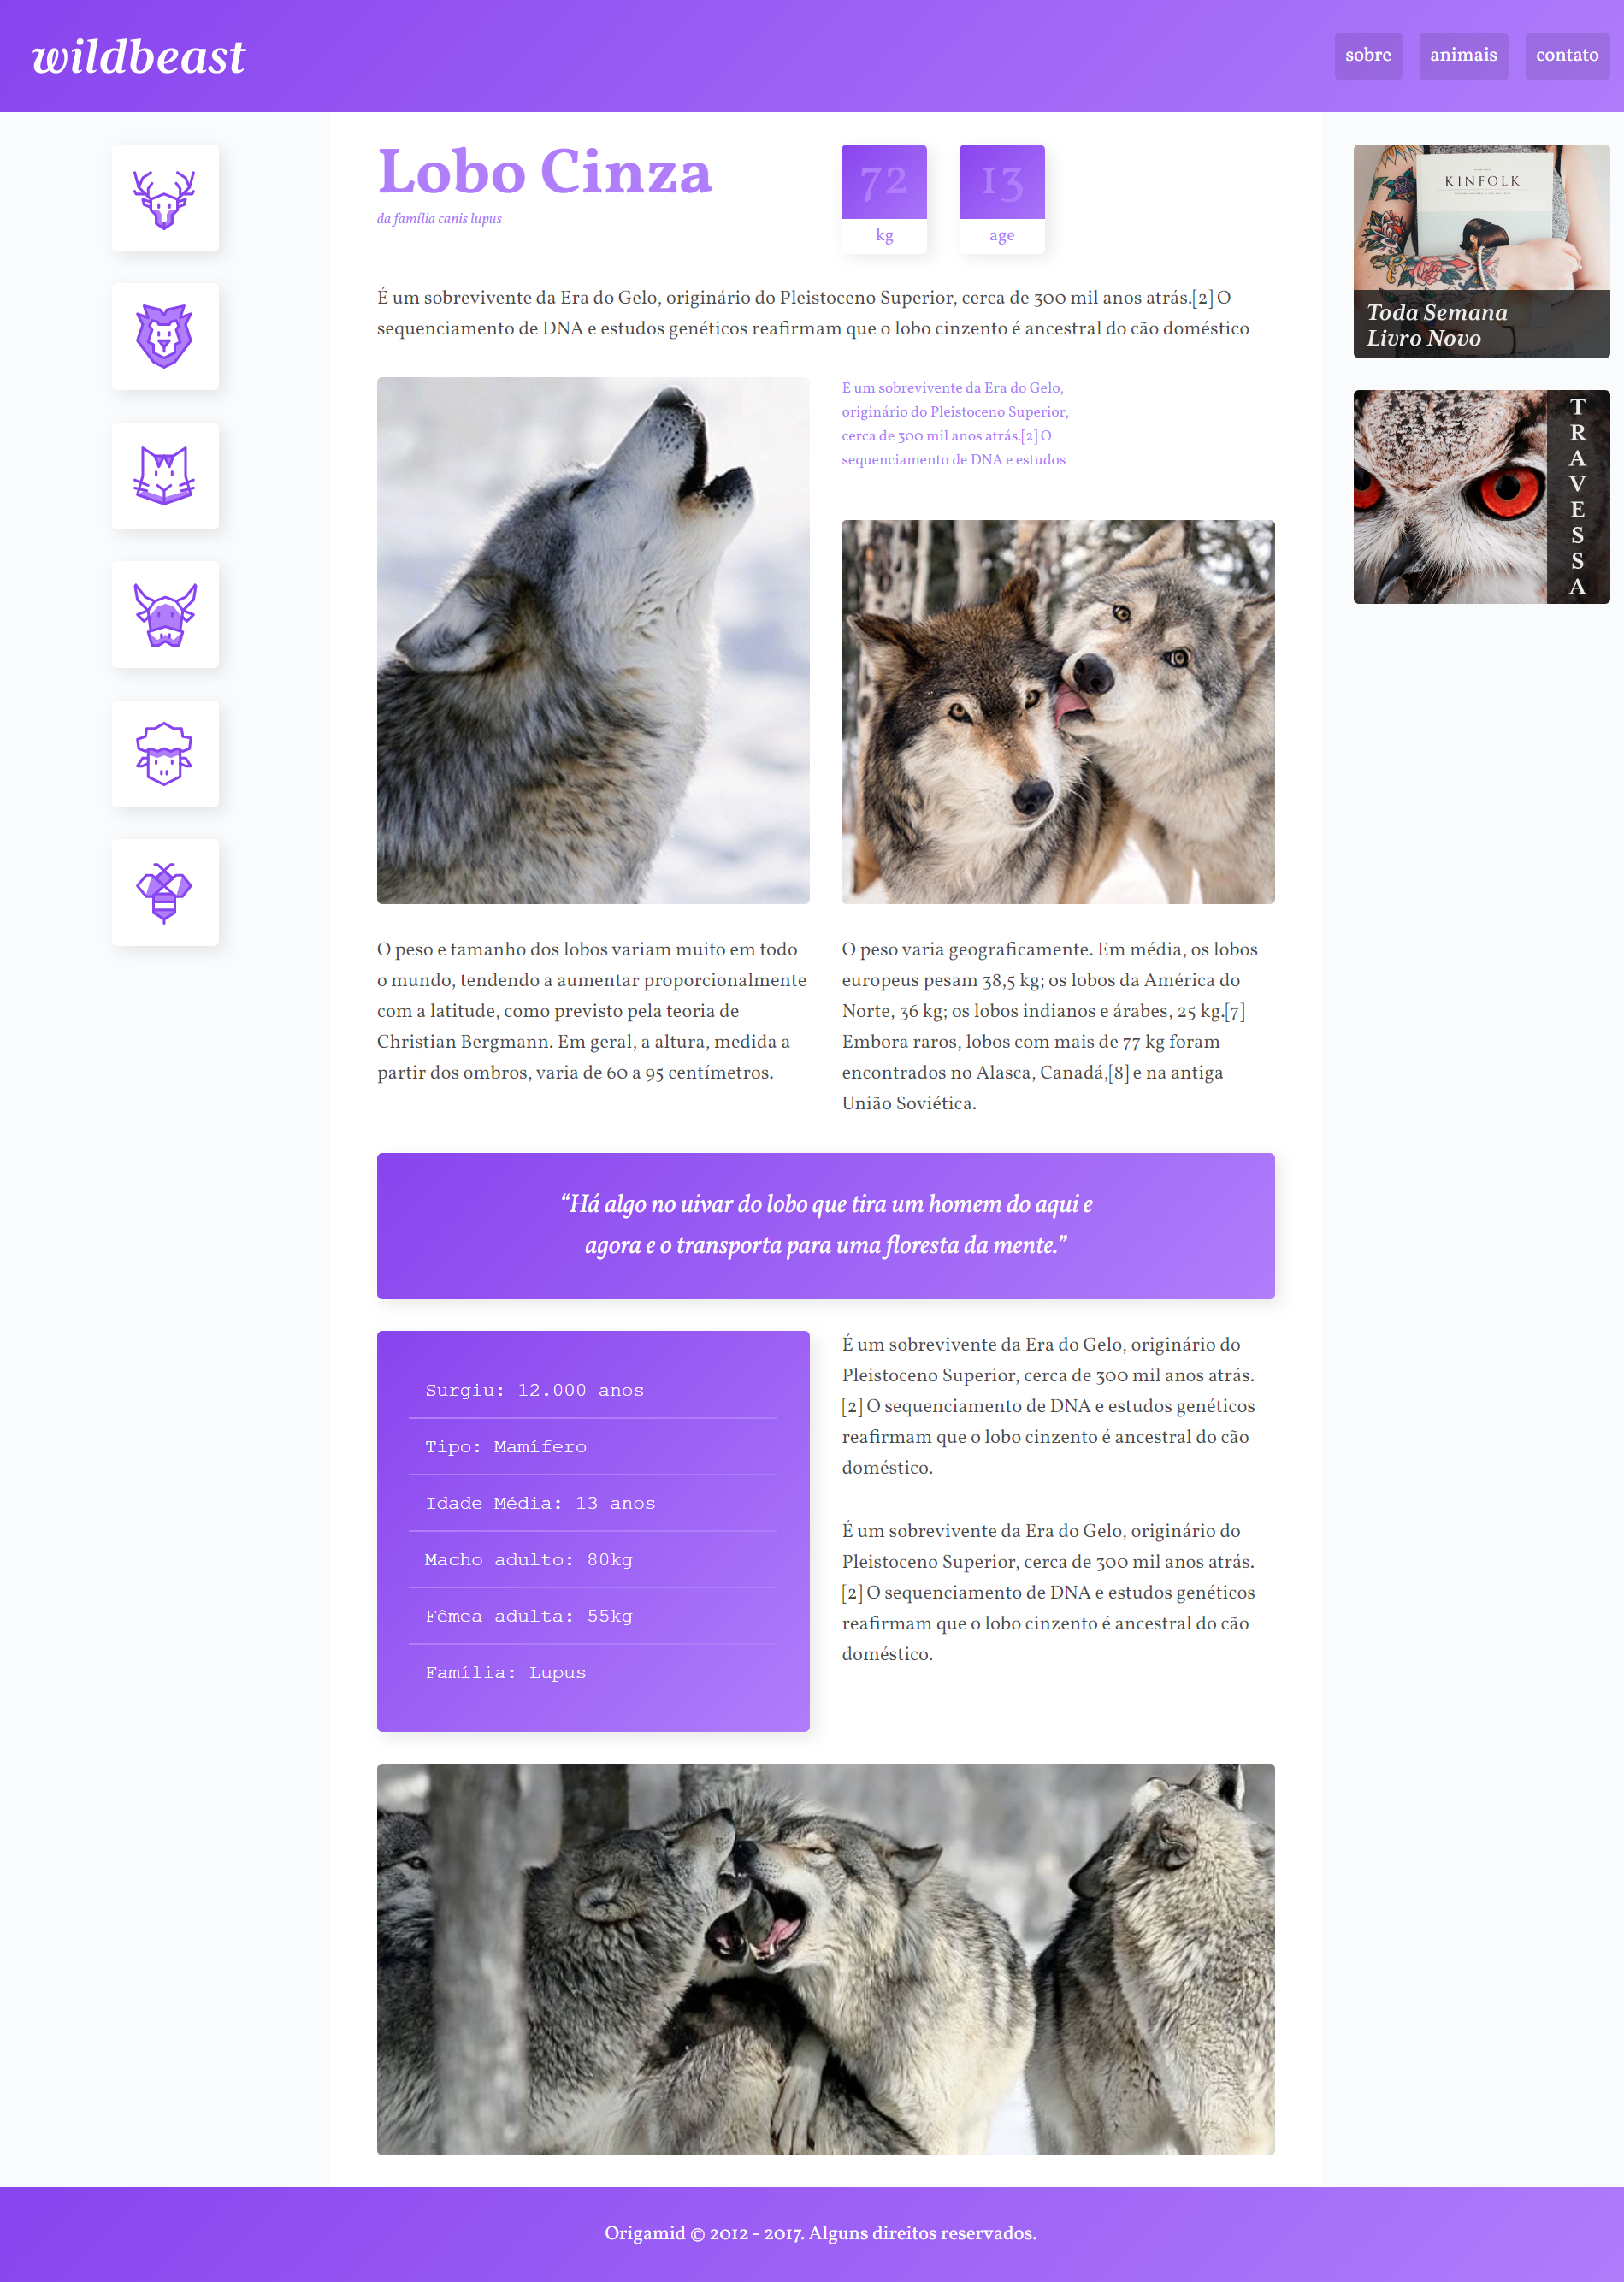 wildbeast
sobre
animais
contato
Lobo Cinza
da família canis lupus
72
kg
13
age
É um sobrevivente da Era do Gelo, originário do Pleistoceno Superior, cerca de 300 mil anos atrás.[2] O
sequenciamento de DNA e estudos genéticos reafirmam que o lobo cinzento é ancestral do cão doméstico
É um sobrevivente da Era do Gelo,
originário do Pleistoceno Superior,
cerca de 300 mil anos atrás.[2] O
sequenciamento de DNA e estudos
O peso e tamanho dos lobos variam muito em todo
o mundo, tendendo a aumentar proporcionalmente
com a latitude, como previsto pela teoria de
Christian Bergmann. Em geral, a altura, medida a
partir dos ombros, varia de 60 a 95 centímetros.
O peso varia geograficamente. Em média, os lobos
europeus pesam 38,5 kg; os lobos da América do
Norte, 36 kg; os lobos indianos e árabes, 25 kg.[7]
Embora raros, lobos com mais de 77 kg foram
encontrados no Alasca, Canadá,[8] e na antiga
União Soviética.
“Há algo no uivar do lobo que tira um homem do aqui e
agora e o transporta para uma floresta da mente.”
Surgiu: 12.000 anos
Tipo: Mamífero
Idade Média: 13 anos
Macho adulto: 80kg
Fêmea adulta: 55kg
Família: Lupus
É um sobrevivente da Era do Gelo, originário do
Pleistoceno Superior, cerca de 300 mil anos atrás.
[2] O sequenciamento de DNA e estudos genéticos
reafirmam que o lobo cinzento é ancestral do cão
doméstico.
É um sobrevivente da Era do Gelo, originário do
Pleistoceno Superior, cerca de 300 mil anos atrás.
[2] O sequenciamento de DNA e estudos genéticos
reafirmam que o lobo cinzento é ancestral do cão
doméstico.
KINFOLK
Toda Semana
Livro Novo
TRAVESSA
Origamid © 2012 - 2017. Alguns direitos reservados.